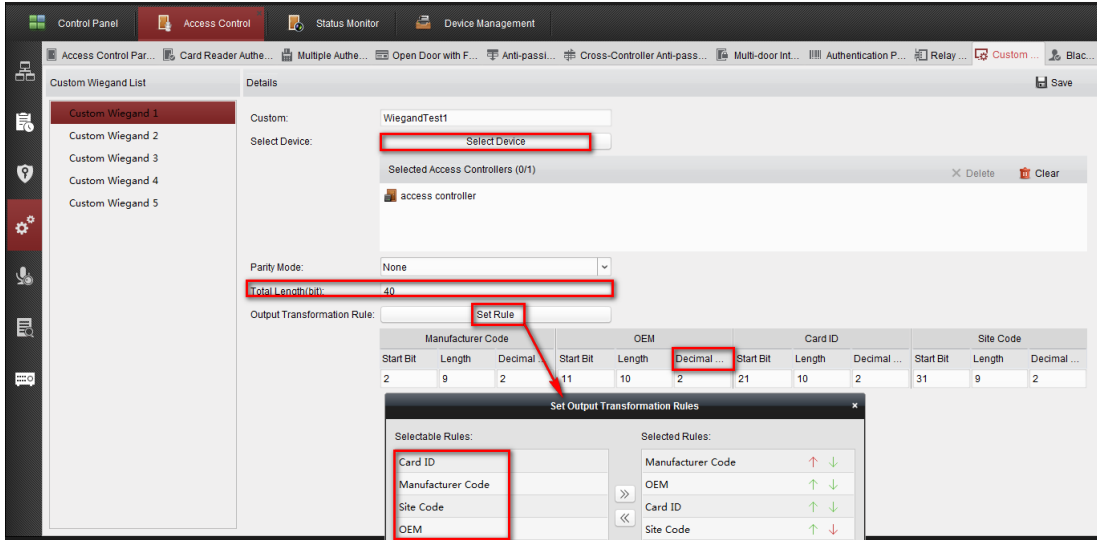 Control Panel Access Control Status Monitor Device Management
Access Control Par... Card Reader Authe... Multiple Authe... Open Door with F... Anti-passi... Cross-Controller Anti-pass... Multi-door Int... Authentication P... Relay ... Custom ... Blac...
Custom Wiegand List Details Save
Custom Wiegand 1
Custom Wiegand 2
Custom Wiegand 3
Custom Wiegand 4
Custom Wiegand 5
Custom: WiegandTest1
Select Device: Select Device
Selected Access Controllers (0/1) Delete Clear
access controller
Parity Mode: None
Total Length(bit): 40
Output Transformation Rule: Set Rule
Manufacturer Code OEM Card ID Site Code
Start Bit Length Decimal ... Start Bit Length Decimal ... Start Bit Length Decimal ... Start Bit Length Decimal ...
2 9 2 11 10 2 21 10 2 31 9 2
Set Output Transformation Rules ×
Selectable Rules: Selected Rules:
Card ID Manufacturer Code
Manufacturer Code OEM
Site Code Card ID
OEM Site Code